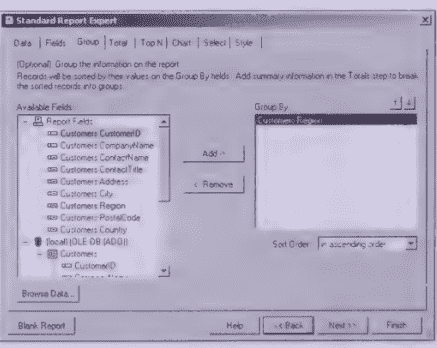 Standard Report Expert
Data Fields Group Total Top N Chart Select Style
(Optional) Group the information on the report.
Records will be sorted by their values on the Group By fields. Add summary information in the Totals step to break
the sorted records into groups.
Available Fields: Group By:
Report Fields
Customers.CustomerID
Customers.CompanyName
Customers.ContactName
Customers.ContactTitle
Customers.Address
Customers.City
Customers.Region
Customers.PostalCode
Customers.Country
(local) (OLE DB (ADO))
Customers
CustomerID
Customers.Region
Add ->
<- Remove
Sort Order: in ascending order
Browse Data...
Blank Report Help << Back Next >> Finish